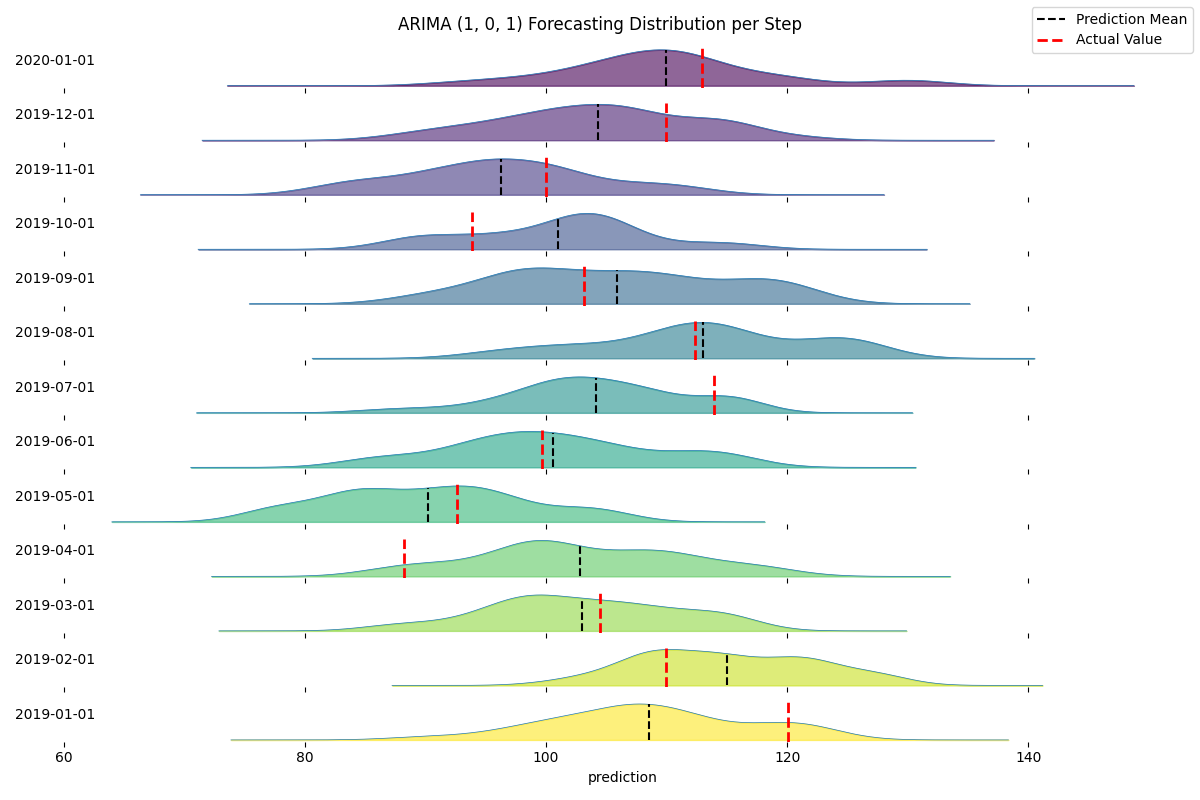 ARIMA (1, 0, 1) Forecasting Distribution per Step
Prediction Mean
Actual Value
2020-01-01
2019-12-01
2019-11-01
2019-10-01
2019-09-01
2019-08-01
2019-07-01
2019-06-01
2019-05-01
2019-04-01
2019-03-01
2019-02-01
2019-01-01
60 80 100 120 140
prediction